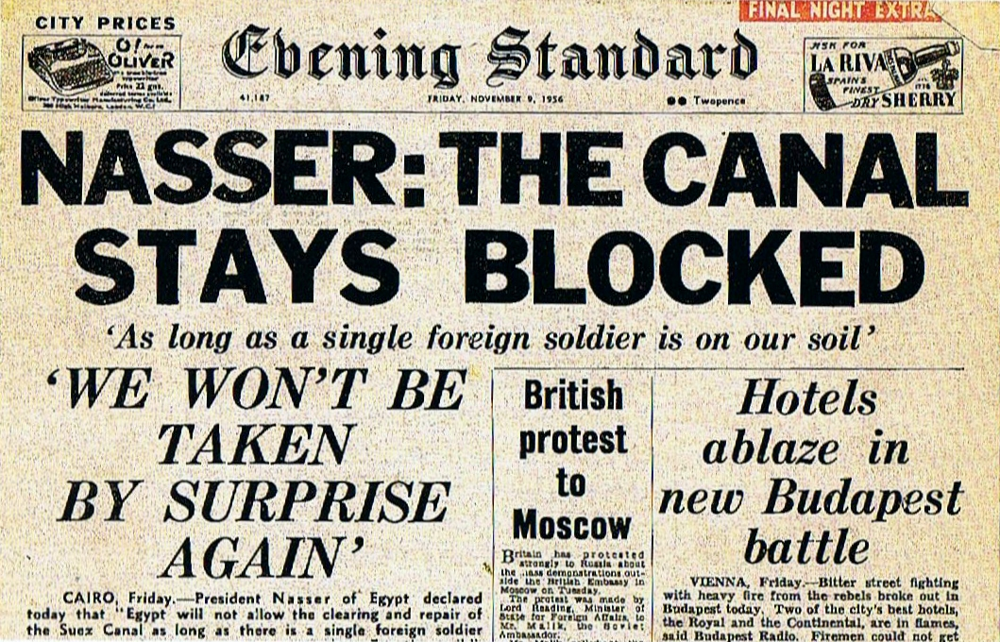 FINAL NIGHT EXTRA
CITY PRICES
O!
OLIVER
Price 22 gns.
Evening Standard
41,187
FRIDAY, NOVEMBER 9, 1956
●● Twopence
ASK FOR
LA RIVA
SPAIN'S
FINEST
DRY SHERRY
NASSER: THE CANAL
STAYS BLOCKED
'As long as a single foreign soldier is on our soil'
'WE WON'T BE
TAKEN
BY SURPRISE
AGAIN'
CAIRO, Friday.—President Nasser of Egypt declared
today that "Egypt will not allow the clearing and repair of
the Suez Canal as long as there is a single foreign soldier
British
protest
to
Moscow
Britain has protested
strongly to Russia about
the mass demonstrations out-
side the British Embassy in
Moscow on Tuesday.
The protest was made by
Lord Reading, Minister of
State for Foreign Affairs, to
Mr. Malik, the Soviet
Ambassador.
Hotels
ablaze in
new Budapest
battle
VIENNA, Friday.—Bitter street fighting
with heavy fire from the rebels broke out in
Budapest today. Two of the city's best hotels,
the Royal and the Continental, are in flames,
said Budapest Radio. Firemen could not get